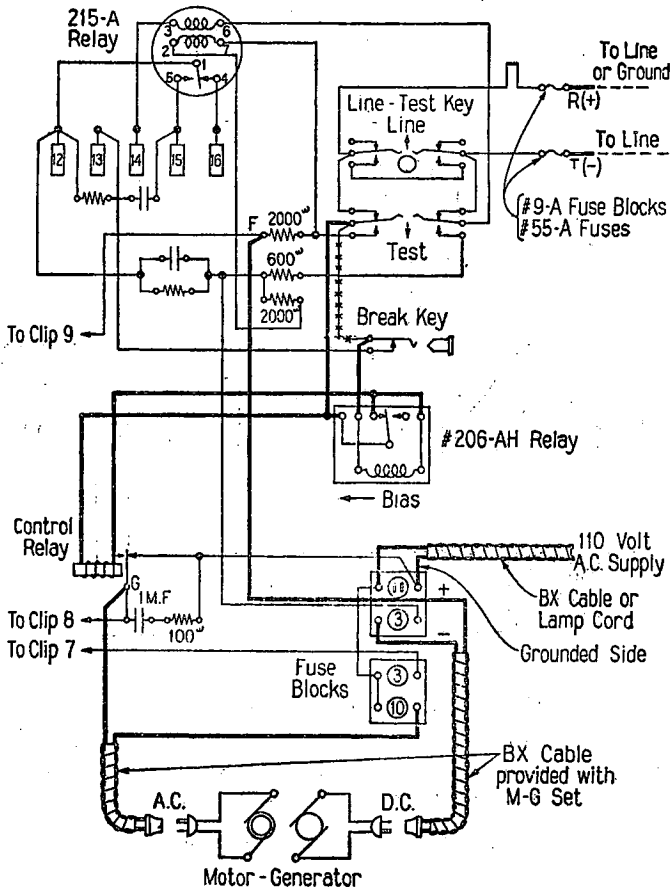 215-A
Relay
3
6
2
1
5
4
12
13
14
15
16
Line-Test Key
Line
Test
To Line
or Ground
R(+)
To Line
T(-)
#9-A Fuse Blocks
#55-A Fuses
F
2000ω
600ω
2000ω
To Clip 9
Break Key
#206-AH Relay
Bias
Control
Relay
G
1 M.F
100ω
To Clip 8
To Clip 7
110 Volt
A.C. Supply
BX Cable or
Lamp Cord
Grounded Side
+
3
-
Fuse
Blocks
3
10
BX Cable
provided with
M-G Set
A.C.
D.C.
Motor-Generator